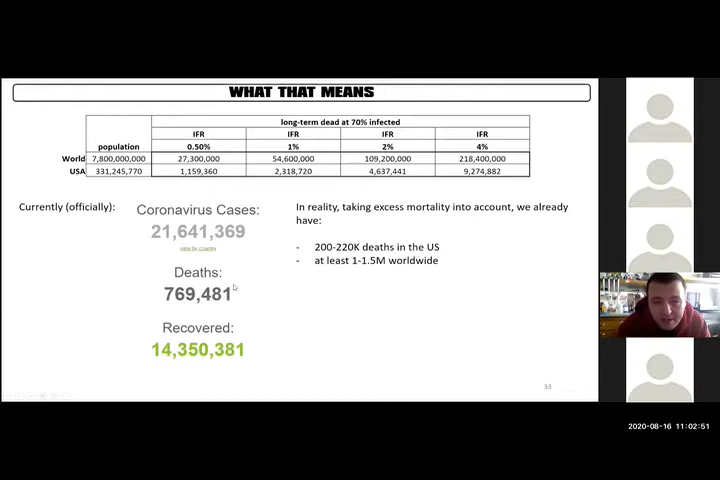 WHAT THAT MEANS
long-term dead at 70% infected
IFR IFR IFR IFR
population 0.50% 1% 2% 4%
World 7,800,000,000 27,300,000 54,600,000 109,200,000 218,400,000
USA 331,245,770 1,159,360 2,318,720 4,637,441 9,274,882
Currently (officially):
Coronavirus Cases:
21,641,369
view by country
Deaths:
769,481
Recovered:
14,350,381
In reality, taking excess mortality into account, we already
have:
- 200-220K deaths in the US
- at least 1-1.5M worldwide
33
2020-08-16 11:02:51